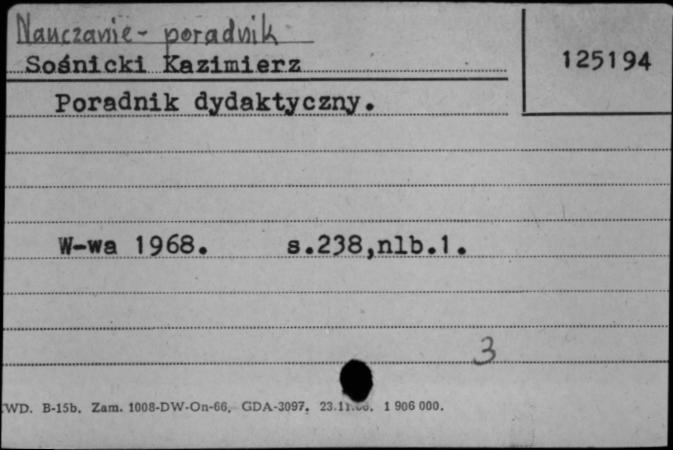 Nauczanie - poradnik
Sośnicki Kazimierz
125194
Poradnik dydaktyczny.
W-wa 1968. s.238,nlb.1.
3
WD. B-15b. Zam. 1008-DW-On-66. GDA-3097. 1 906 000.